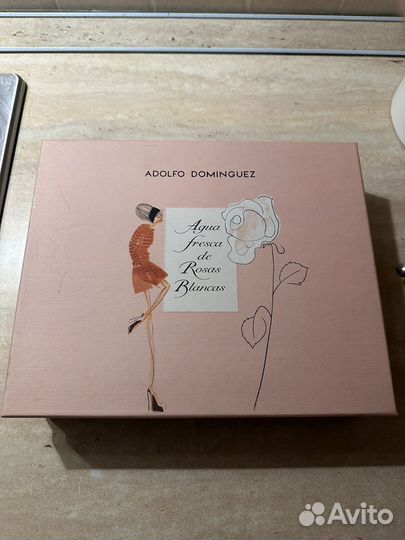 ADOLFO DOMINGUEZ
Agua
fresca
de
Rosas
Blancas
Avito